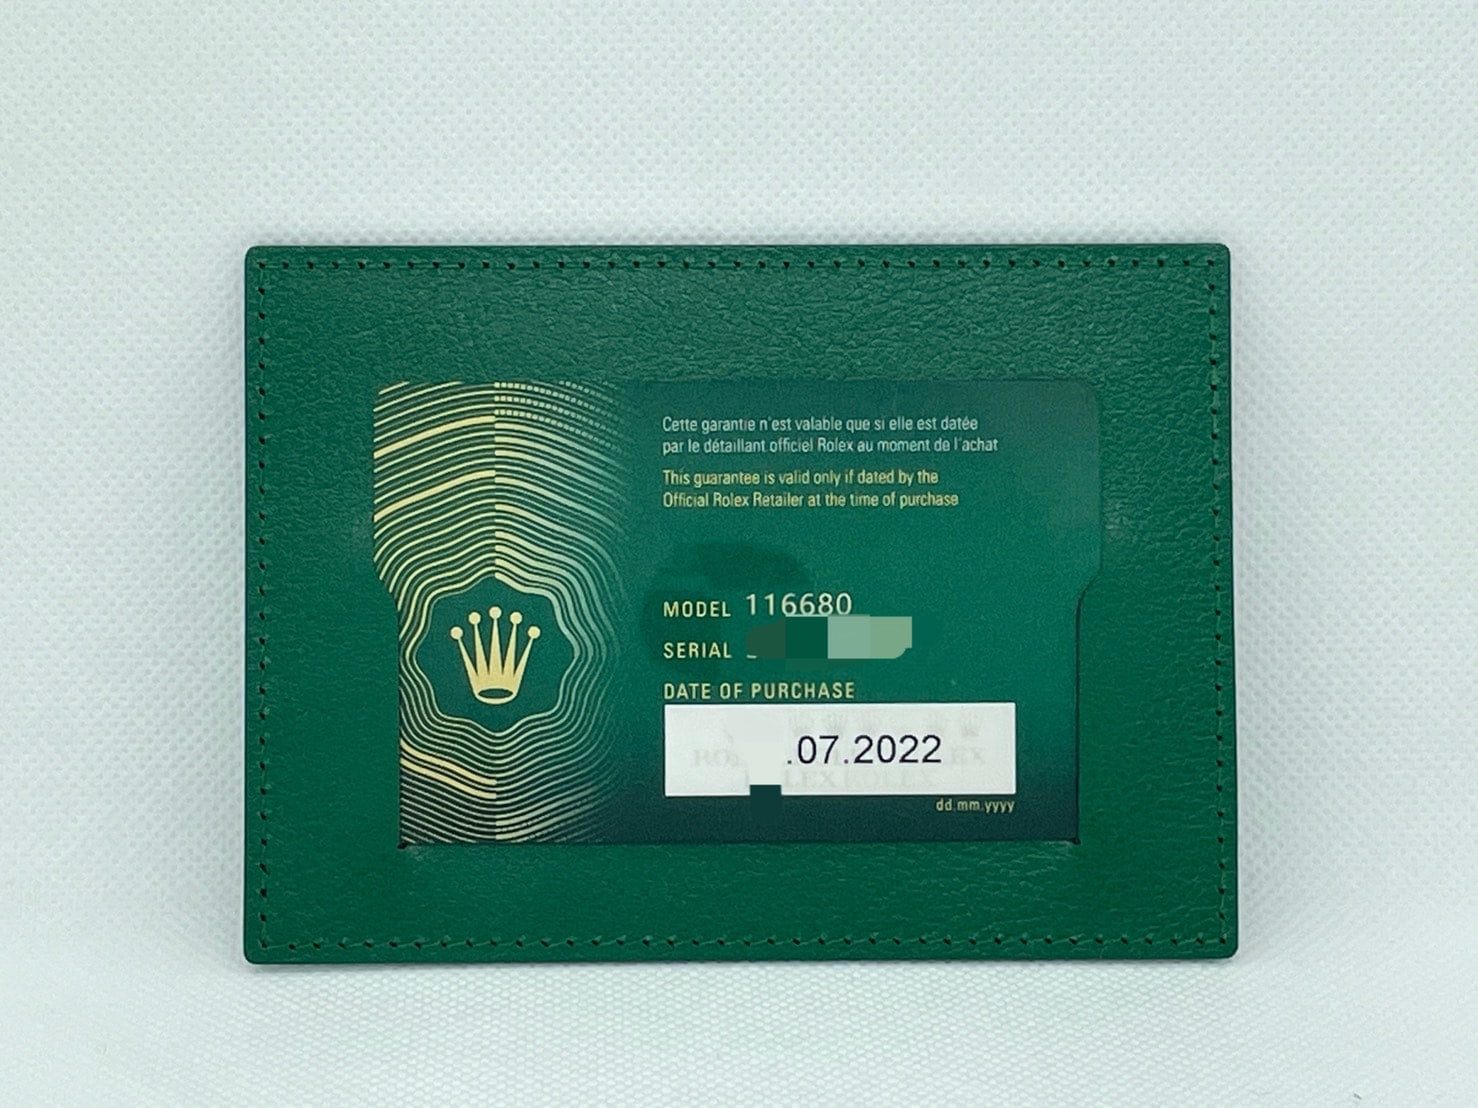 Cette garantie n'est valable que si elle est datée
par le détaillant officiel Rolex au moment de l'achat
This guarantee is valid only if dated by the
Official Rolex Retailer at the time of purchase
MODEL 116680
SERIAL
DATE OF PURCHASE
.07.2022
dd.mm.yyyy